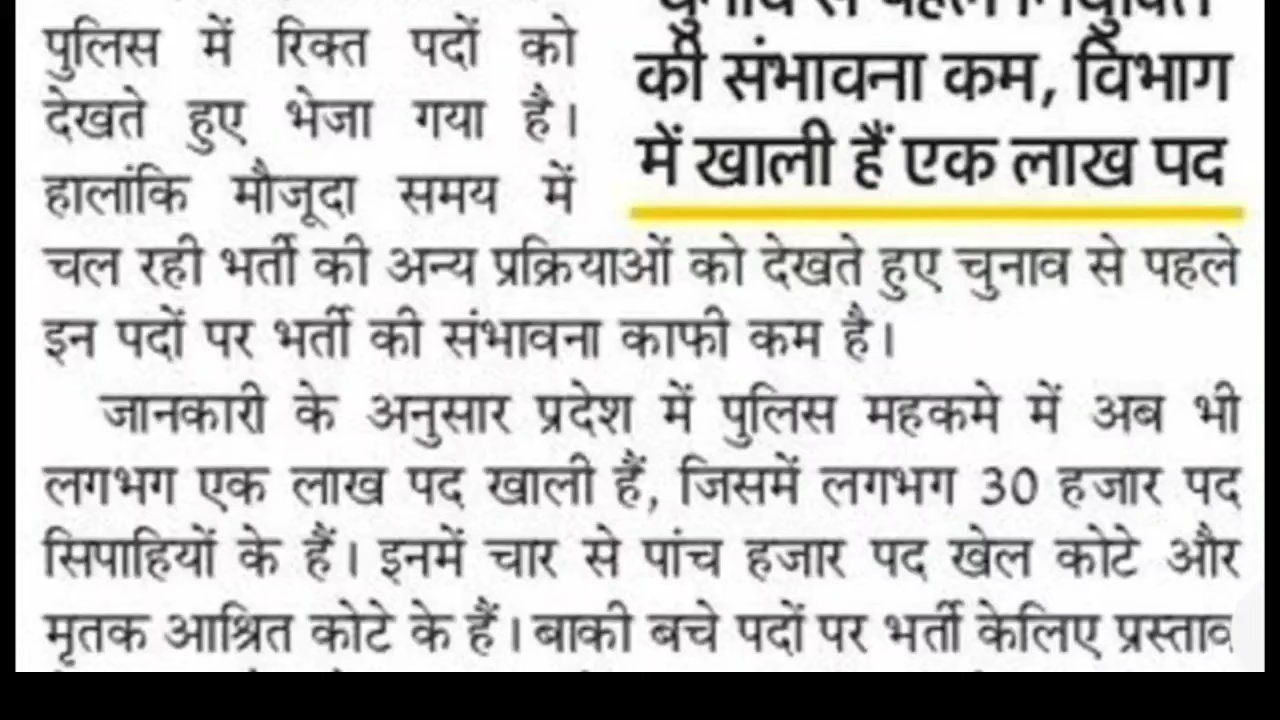 चुनाव से पहले नियुक्ति
की संभावना कम, विभाग
में खाली हैं एक लाख पद
पुलिस में रिक्त पदों को
देखते हुए भेजा गया है।
हालांकि मौजूदा समय में
चल रही भर्ती की अन्य प्रक्रियाओं को देखते हुए चुनाव से पहले
इन पदों पर भर्ती की संभावना काफी कम है।
जानकारी के अनुसार प्रदेश में पुलिस महकमे में अब भी
लगभग एक लाख पद खाली हैं, जिसमें लगभग 30 हजार पद
सिपाहियों के हैं। इनमें चार से पांच हजार पद खेल कोटे और
मृतक आश्रित कोटे के हैं। बाकी बचे पदों पर भर्ती केलिए प्रस्ताव